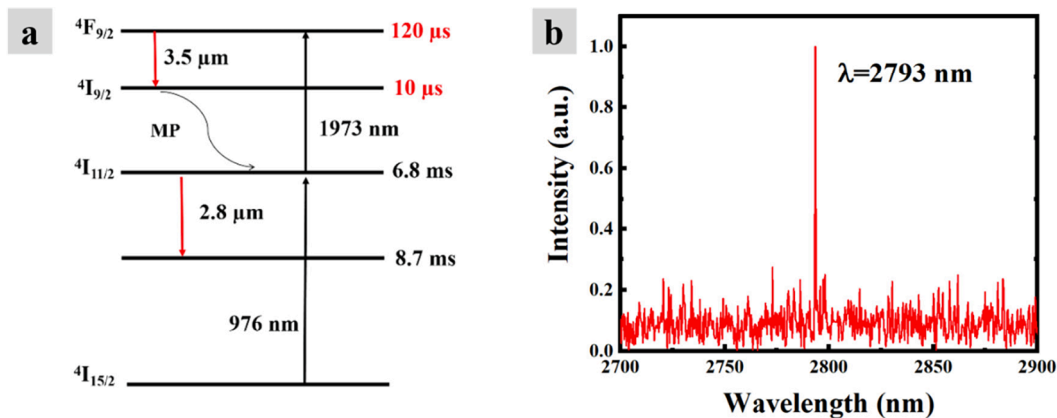 a
⁴F₉/₂
120 μs
3.5 μm
⁴I₉/₂
10 μs
MP
1973 nm
⁴I₁₁/₂
6.8 ms
2.8 μm
8.7 ms
976 nm
⁴I₁₅/₂
b
λ=2793 nm
Intensity (a.u.)
1.0
0.8
0.6
0.4
0.2
0.0
2700
2750
2800
2850
2900
Wavelength (nm)